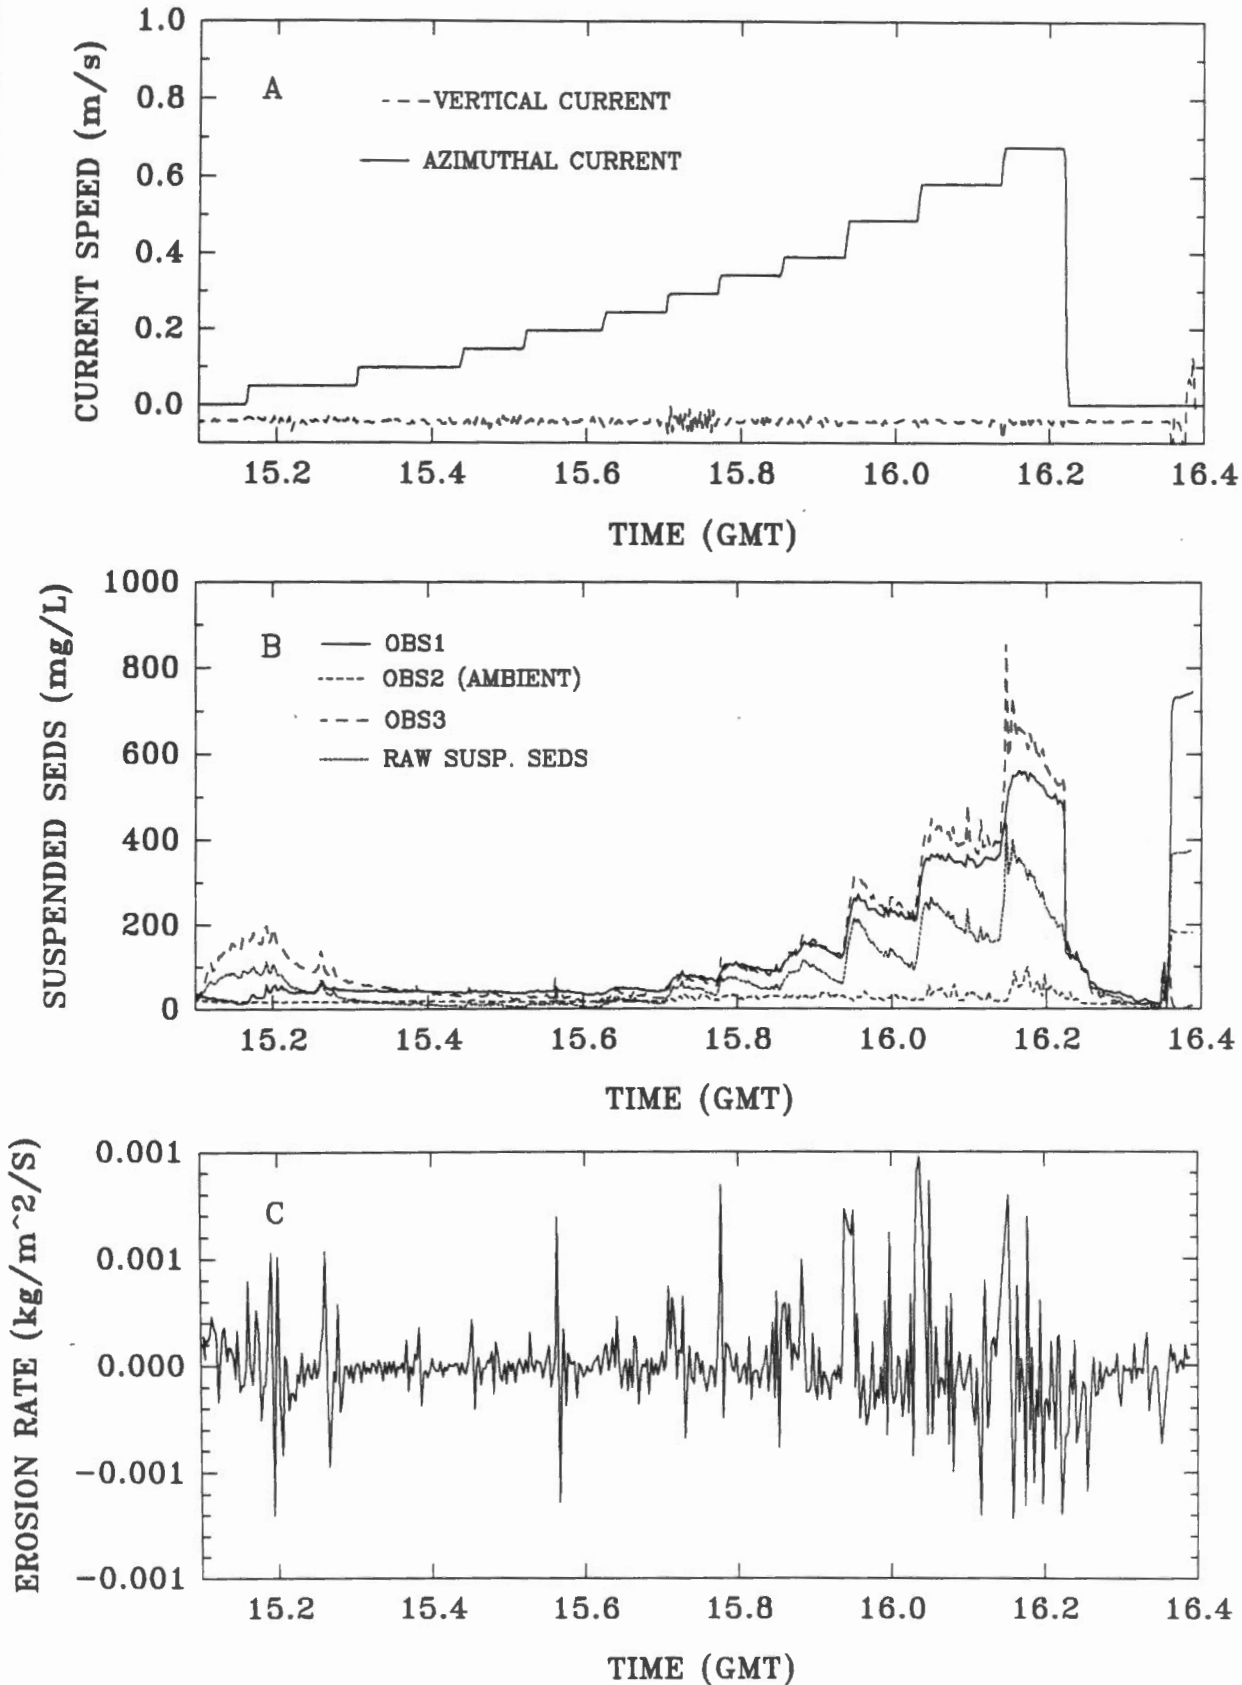 CURRENT SPEED (m/s)
1.0
0.8
0.6
0.4
0.2
0.0
A
---VERTICAL CURRENT
AZIMUTHAL CURRENT
15.2 15.4 15.6 15.8 16.0 16.2 16.4
TIME (GMT)
SUSPENDED SEDS (mg/L)
1000
800
600
400
200
0
B
OBS1
OBS2 (AMBIENT)
OBS3
RAW SUSP. SEDS
15.2 15.4 15.6 15.8 16.0 16.2 16.4
TIME (GMT)
EROSION RATE (kg/m^2/S)
0.001
0.001
0.000
-0.001
-0.001
C
15.2 15.4 15.6 15.8 16.0 16.2 16.4
TIME (GMT)